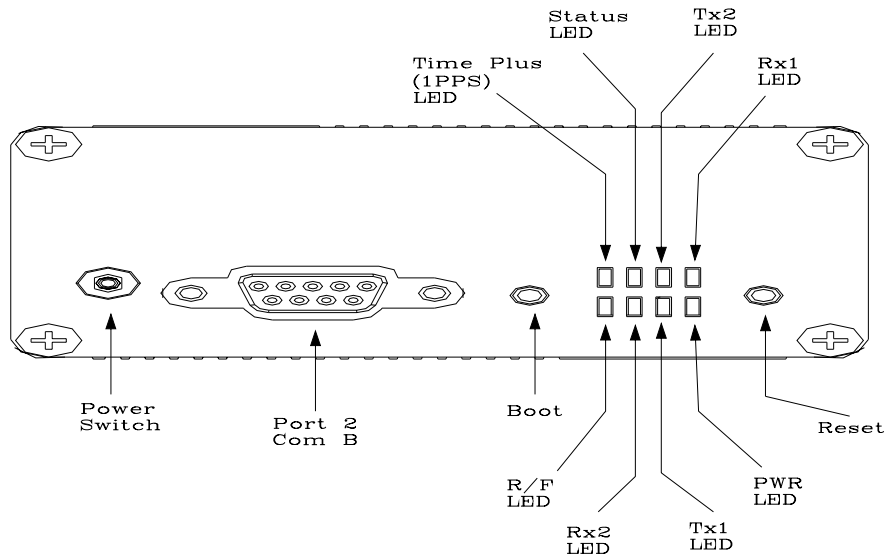 Status
LED
Tx2
LED
Time Plus
(1PPS)
LED
Rx1
LED
Power
Switch
Port 2
Com B
Boot
Reset
R/F
LED
Rx2
LED
Tx1
LED
PWR
LED